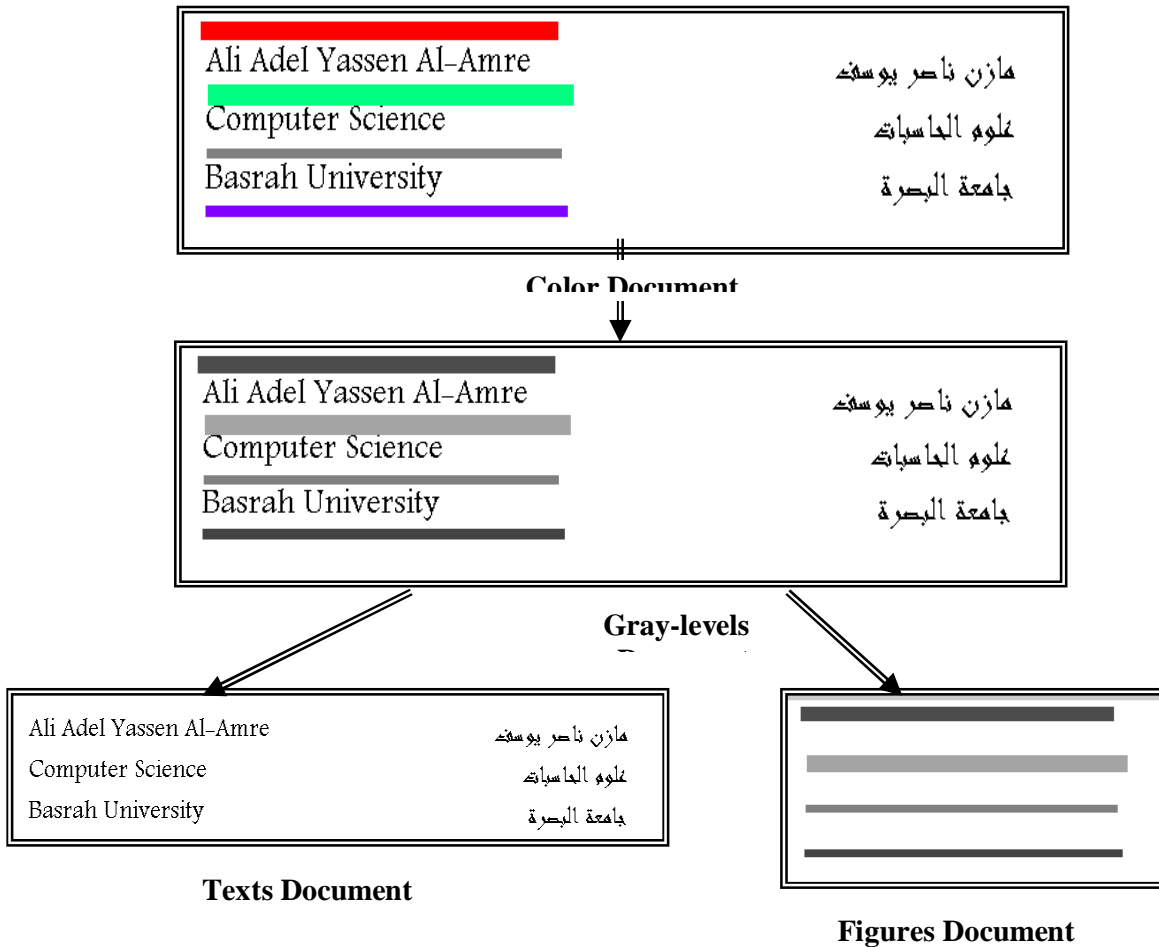 Ali Adel Yassen Al-Amre مازن ناصر يوسف
Computer Science علوم الحاسبات
Basrah University جامعة البصرة
Color Document
Ali Adel Yassen Al-Amre مازن ناصر يوسف
Computer Science علوم الحاسبات
Basrah University جامعة البصرة
Gray-levels
Ali Adel Yassen Al-Amre مازن ناصر يوسف
Computer Science علوم الحاسبات
Basrah University جامعة البصرة
Texts Document
Figures Document